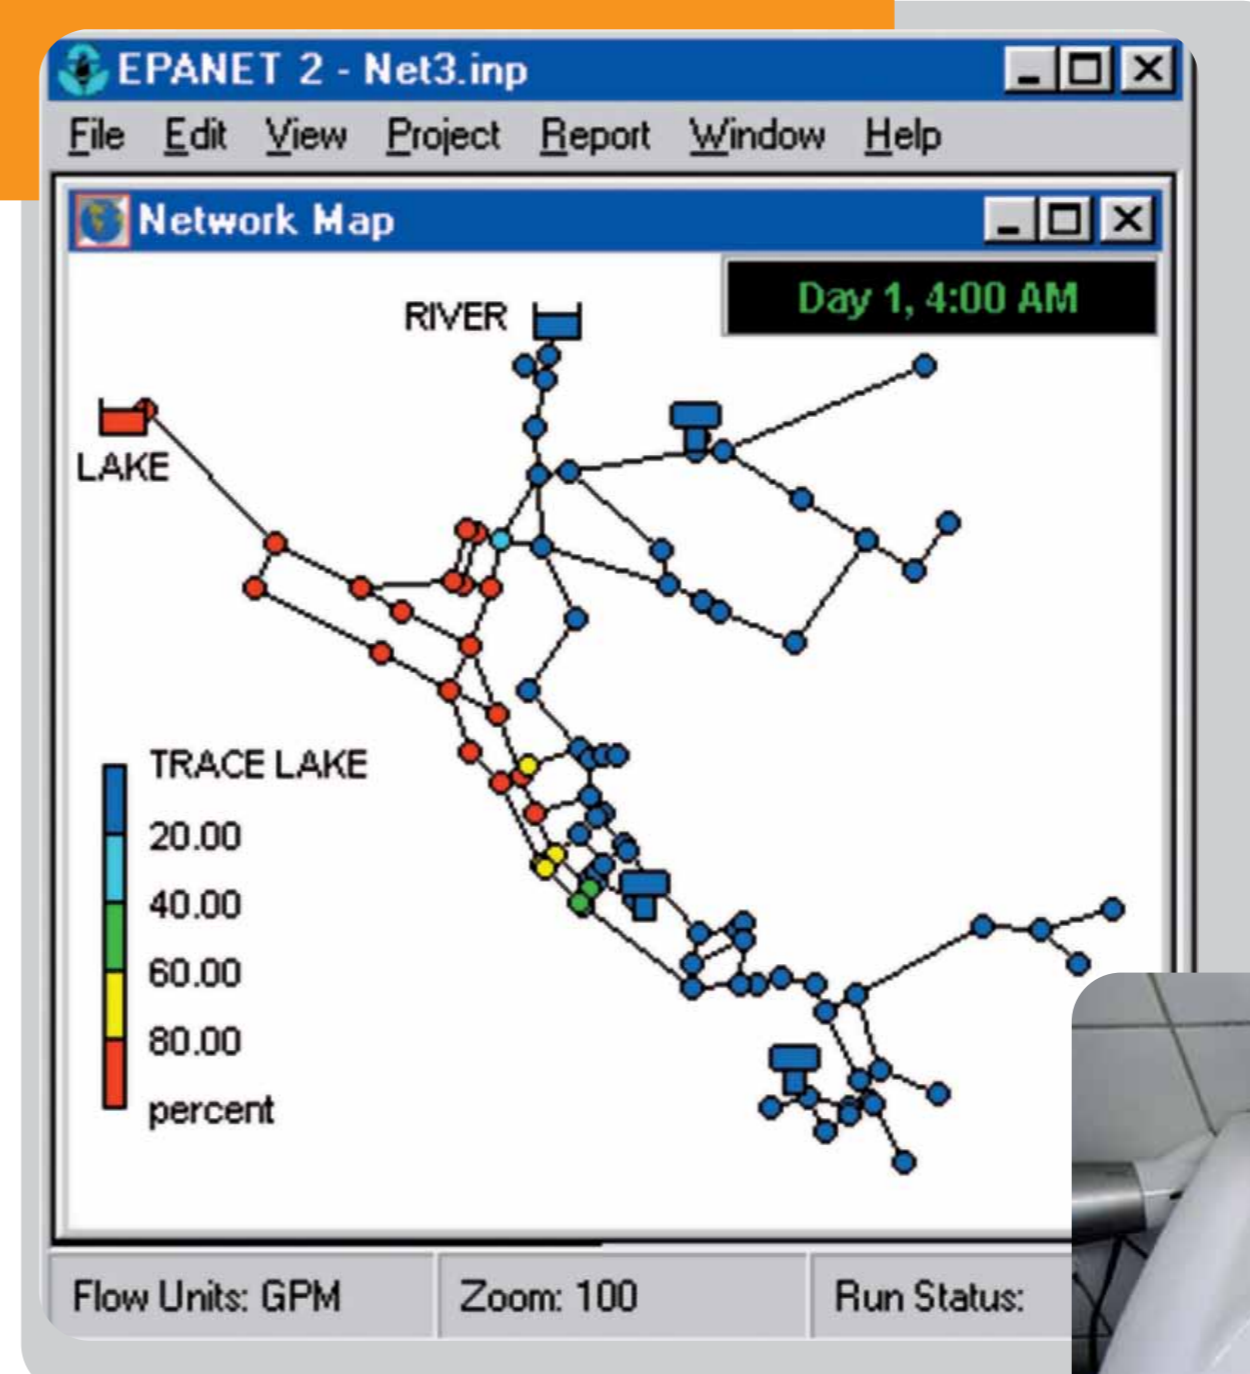 EPANET 2 - Net3.inp
File Edit View Project Report Window Help
Network Map
Day 1, 4:00 AM
RIVER
LAKE
TRACE LAKE
20.00
40.00
60.00
80.00
percent
Flow Units: GPM Zoom: 100 Run Status: